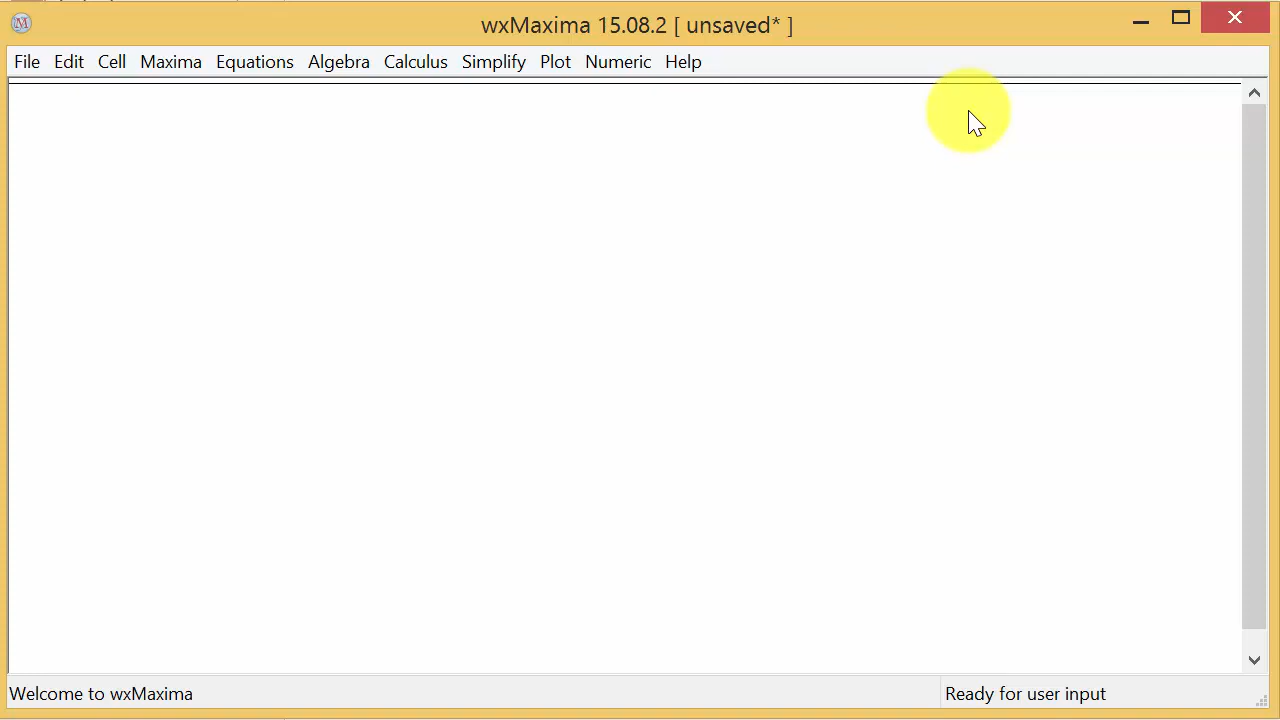 wxMaxima 15.08.2 [ unsaved* ]
File Edit Cell Maxima Equations Algebra Calculus Simplify Plot Numeric Help
Welcome to wxMaxima Ready for user input